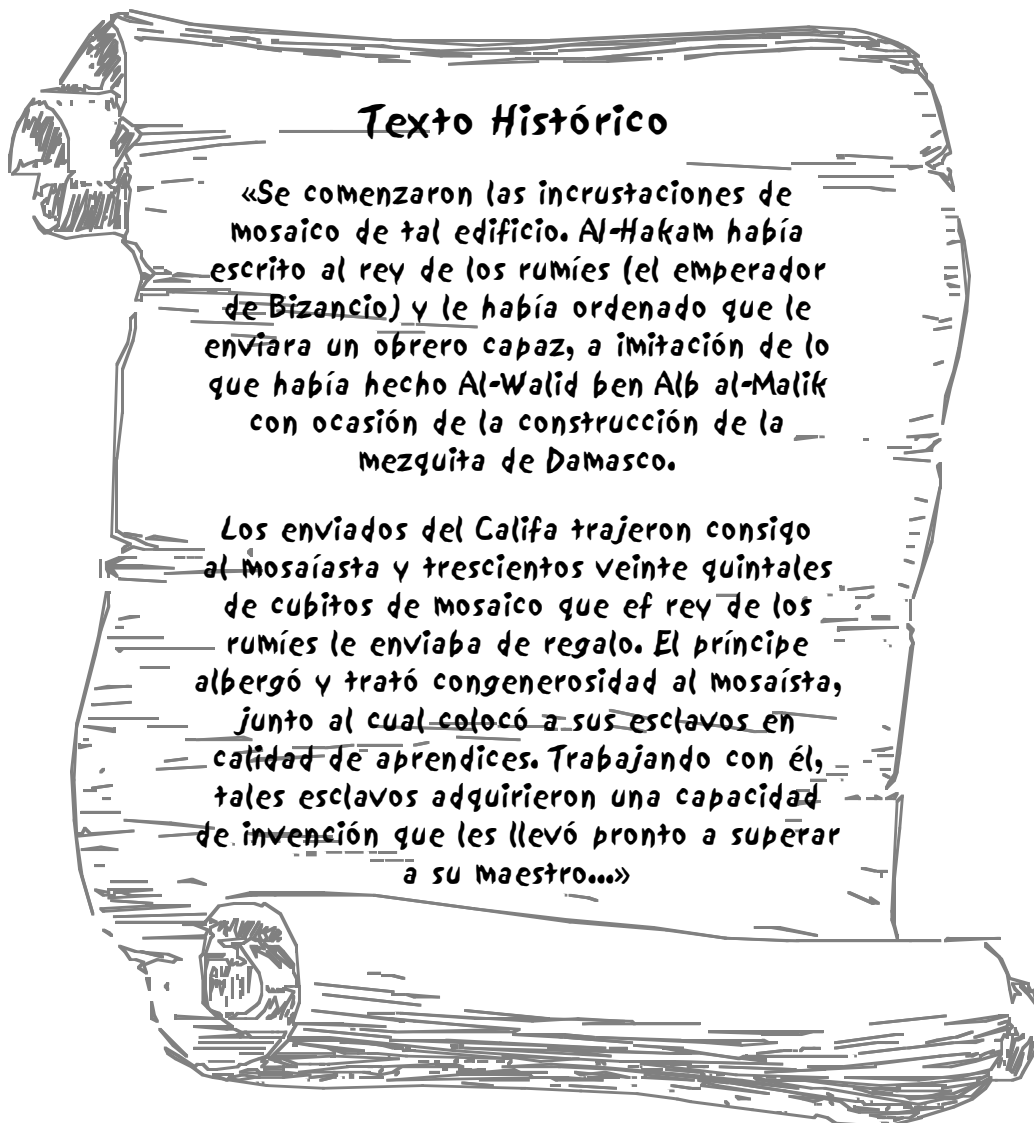 Texto Histórico
«Se comenzaron las incrustaciones de
mosaico de tal edificio. Al-Hakam había
escrito al rey de los rumíes (el emperador
de Bizancio) y le había ordenado que le
enviara un obrero capaz, a imitación de lo
que había hecho Al-Walid ben Alb al-Malik
con ocasión de la construcción de la
mezquita de Damasco.
Los enviados del Califa trajeron consigo
al mosaíasta y trescientos veinte quintales
de cubitos de mosaico que ef rey de los
rumíes le enviaba de regalo. El príncipe
albergó y trató congenerosidad al mosaísta,
junto al cual colocó a sus esclavos en
calidad de aprendices. Trabajando con él,
tales esclavos adquirieron una capacidad
de invención que les llevó pronto a superar
a su maestro...»